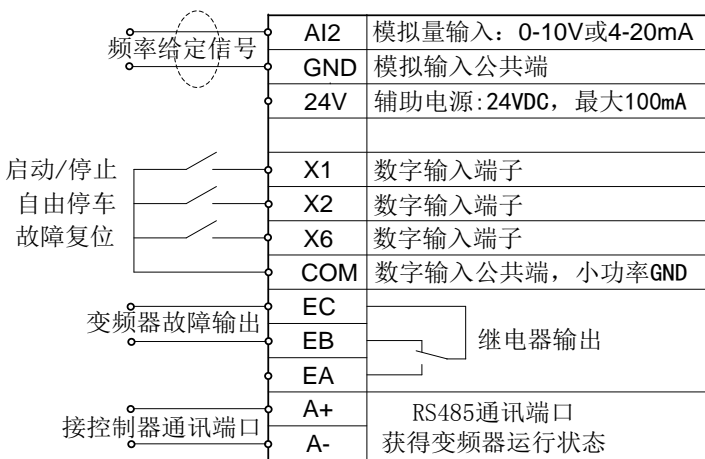 频率给定信号
AI2 模拟量输入：0-10V或4-20mA
GND 模拟输入公共端
24V 辅助电源:24VDC，最大100mA
启动/停止 X1 数字输入端子
自由停车 X2 数字输入端子
故障复位 X6 数字输入端子
COM 数字输入公共端，小功率GND
变频器故障输出
EC
EB 继电器输出
EA
接控制器通讯端口
A+ RS485通讯端口
A- 获得变频器运行状态